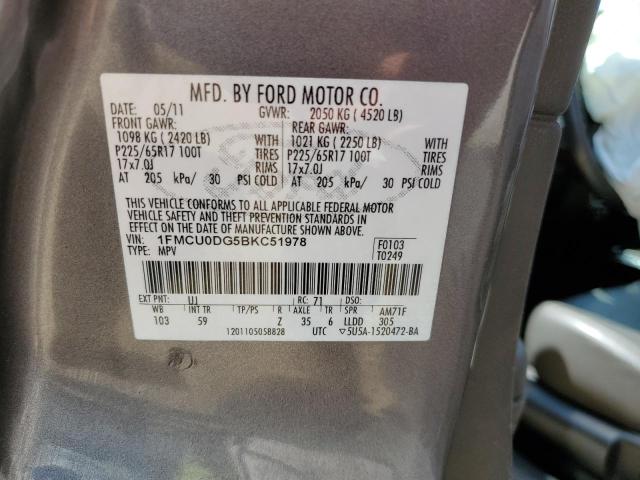 MFD. BY FORD MOTOR CO.
DATE: 05/11 GVWR: 2050 KG ( 4520 LB)
FRONT GAWR: REAR GAWR:
1098 KG ( 2420 LB) WITH 1021 KG ( 2250 LB) WITH
P225/65R17 100T TIRES P225/65R17 100T TIRES
17x7.0J RIMS 17x7.0J RIMS
AT 205 kPa/ 30 PSI COLD AT 205 kPa/ 30 PSI COLD
THIS VEHICLE CONFORMS TO ALL APPLICABLE FEDERAL MOTOR
VEHICLE SAFETY AND THEFT PREVENTION STANDARDS IN
EFFECT ON THE DATE OF MANUFACTURE SHOWN ABOVE.
VIN: 1FMCU0DG5BKC51978 F0103
TYPE: MPV T0249
EXT PNT: UJ RC: 71 DSO:
WB INT TR TP/PS R AXLE TR AM71F
103 59 Z 35 6 LLDD 305
1201105058828 UTC ▽5U5A-1520472-BA